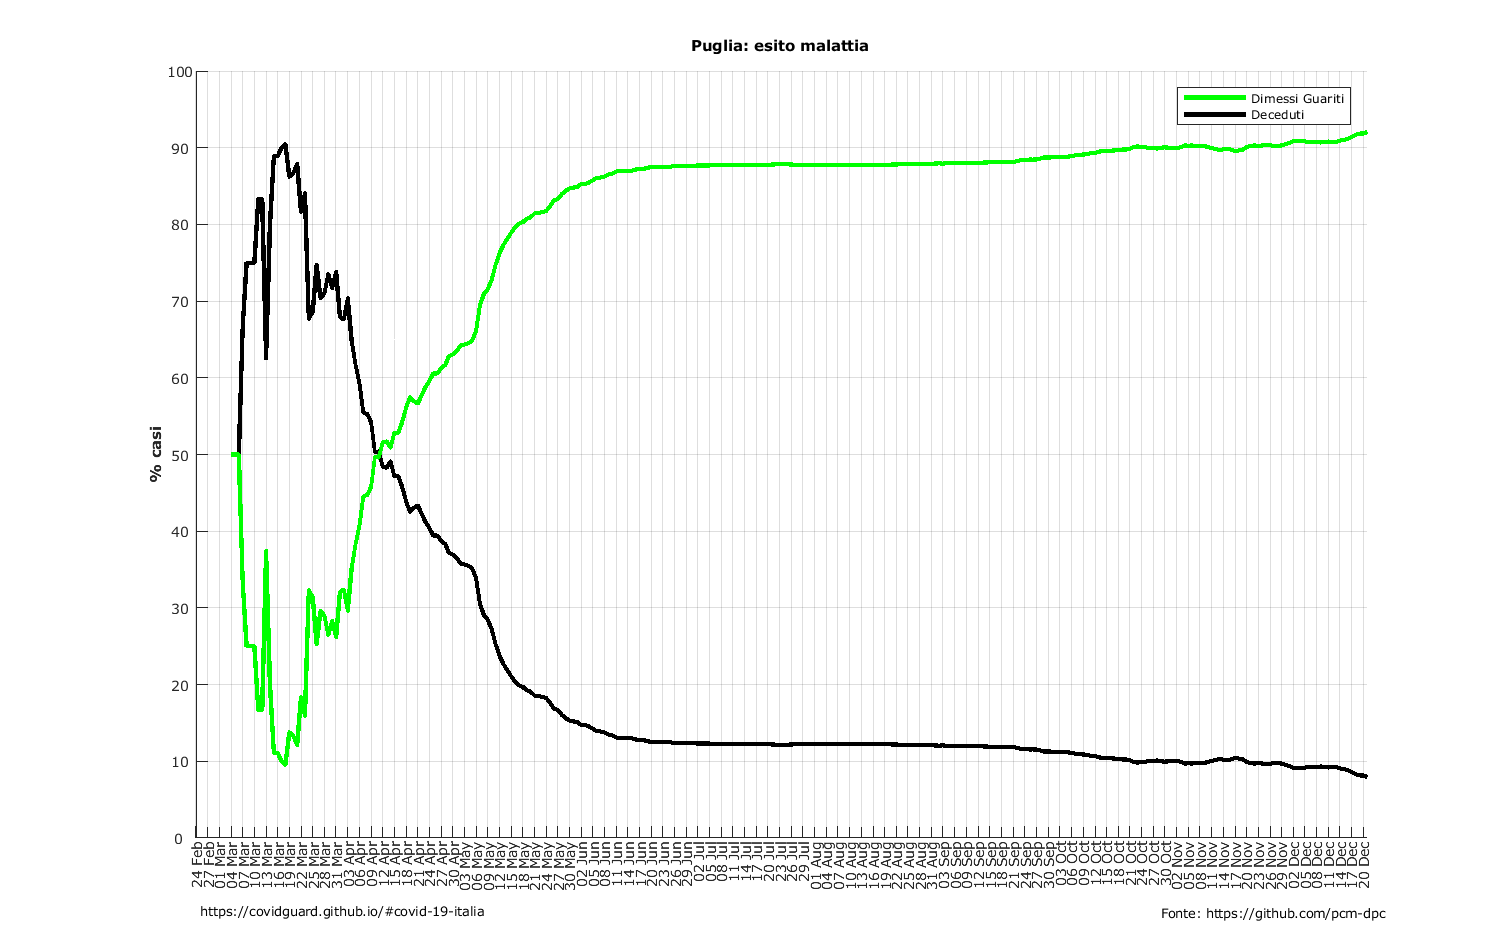 Puglia: esito malattia
100
90
80
70
60
50
40
30
20
10
0
% casi
Dimessi Guariti
Deceduti
24 Feb
27 Feb
01 Mar
04 Mar
07 Mar
10 Mar
13 Mar
16 Mar
19 Mar
22 Mar
25 Mar
28 Mar
31 Mar
03 Apr
06 Apr
09 Apr
12 Apr
15 Apr
18 Apr
21 Apr
24 Apr
27 Apr
30 Apr
03 May
06 May
09 May
12 May
15 May
18 May
21 May
24 May
27 May
30 May
02 Jun
05 Jun
08 Jun
11 Jun
14 Jun
17 Jun
20 Jun
23 Jun
26 Jun
29 Jun
02 Jul
05 Jul
08 Jul
11 Jul
14 Jul
17 Jul
20 Jul
23 Jul
26 Jul
29 Jul
01 Aug
04 Aug
07 Aug
10 Aug
13 Aug
16 Aug
19 Aug
22 Aug
25 Aug
28 Aug
31 Aug
03 Sep
06 Sep
09 Sep
12 Sep
15 Sep
18 Sep
21 Sep
24 Sep
27 Sep
30 Sep
03 Oct
06 Oct
09 Oct
12 Oct
15 Oct
18 Oct
21 Oct
24 Oct
27 Oct
30 Oct
02 Nov
05 Nov
08 Nov
11 Nov
14 Nov
17 Nov
20 Nov
23 Nov
26 Nov
29 Nov
02 Dec
05 Dec
08 Dec
11 Dec
14 Dec
17 Dec
20 Dec
https://covidguard.github.io/#covid-19-italia
Fonte: https://github.com/pcm-dpc